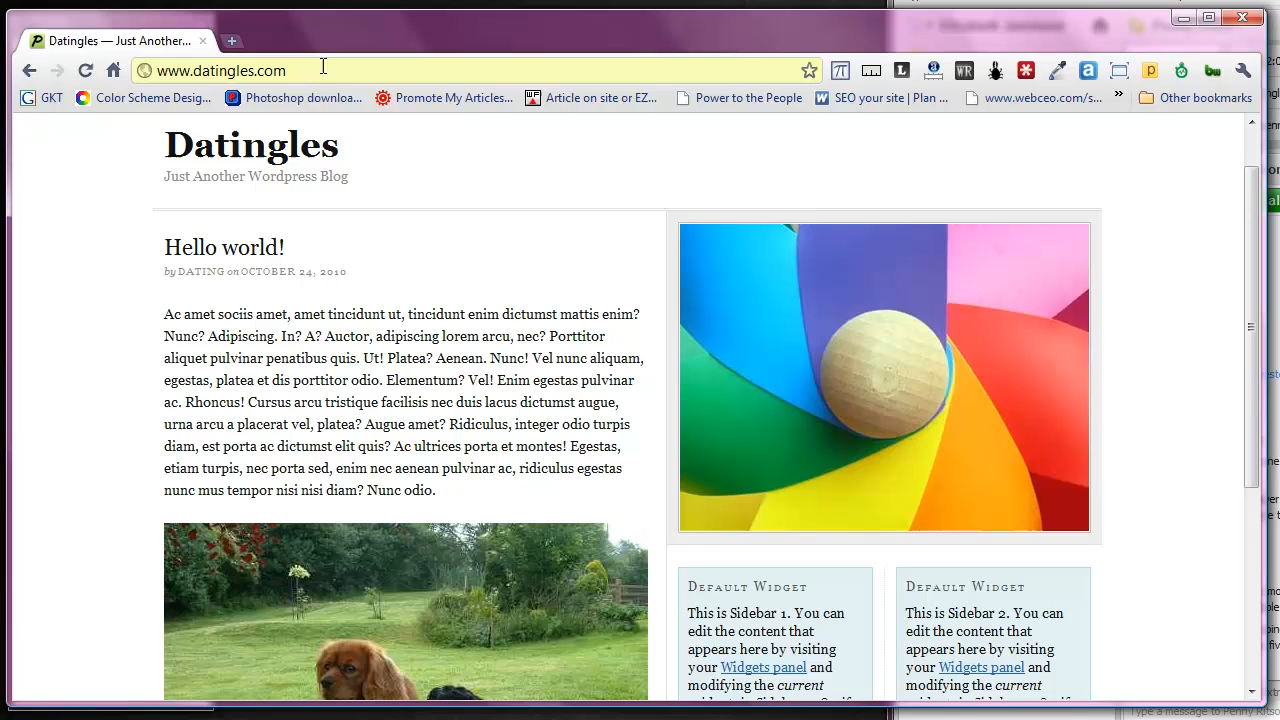 Datingles — Just Another...
www.datingles.com
GKT
Color Scheme Desig...
Photoshop downloa...
Promote My Articles...
Article on site or EZ...
Power to the People
SEO your site | Plan ...
www.webceo.com/s...
Other bookmarks
Datingles
Just Another Wordpress Blog
Hello world!
by DATING on OCTOBER 24, 2010
Ac amet sociis amet, amet tincidunt ut, tincidunt enim dictumst mattis enim?
Nunc? Adipiscing. In? A? Auctor, adipiscing lorem arcu, nec? Porttitor
aliquet pulvinar penatibus quis. Ut! Platea? Aenean. Nunc! Vel nunc aliquam,
egestas, platea et dis porttitor odio. Elementum? Vel! Enim egestas pulvinar
ac. Rhoncus! Cursus arcu tristique facilisis nec duis lacus dictumst augue,
urna arcu a placerat vel, platea? Augue amet? Ridiculus, integer odio turpis
diam, est porta ac dictumst elit quis? Ac ultrices porta et montes! Egestas,
etiam turpis, nec porta sed, enim nec aenean pulvinar ac, ridiculus egestas
nunc mus tempor nisi nisi diam? Nunc odio.
Default Widget
This is Sidebar 1. You can
edit the content that
appears here by visiting
your Widgets panel and
modifying the current
Default Widget
This is Sidebar 2. You can
edit the content that
appears here by visiting
your Widgets panel and
modifying the current
Type a message to Penny Ritso